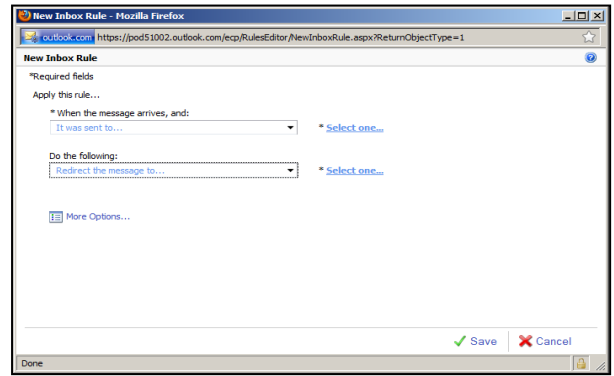 New Inbox Rule - Mozilla Firefox
outlook.com https://pod51002.outlook.com/ecp/RulesEditor/NewInboxRule.aspx?ReturnObjectType=1
New Inbox Rule
*Required fields
Apply this rule...
* When the message arrives, and:
It was sent to... * Select one...
Do the following:
Redirect the message to... * Select one...
More Options...
Save Cancel
Done